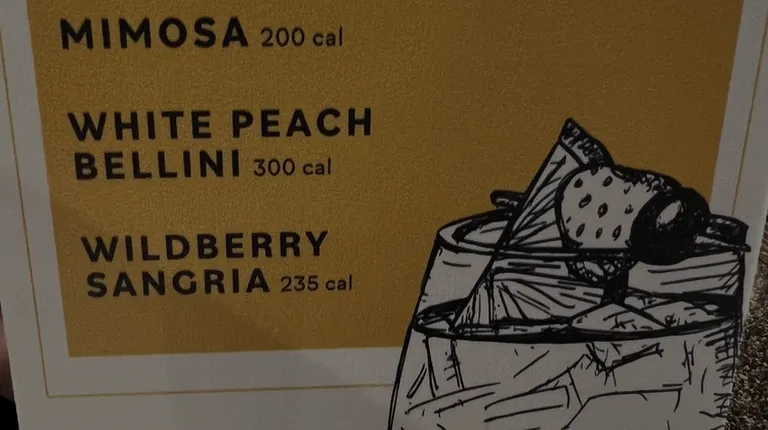 MIMOSA 200 cal
WHITE PEACH
BELLINI 300 cal
WILDBERRY
SANGRIA 235 cal